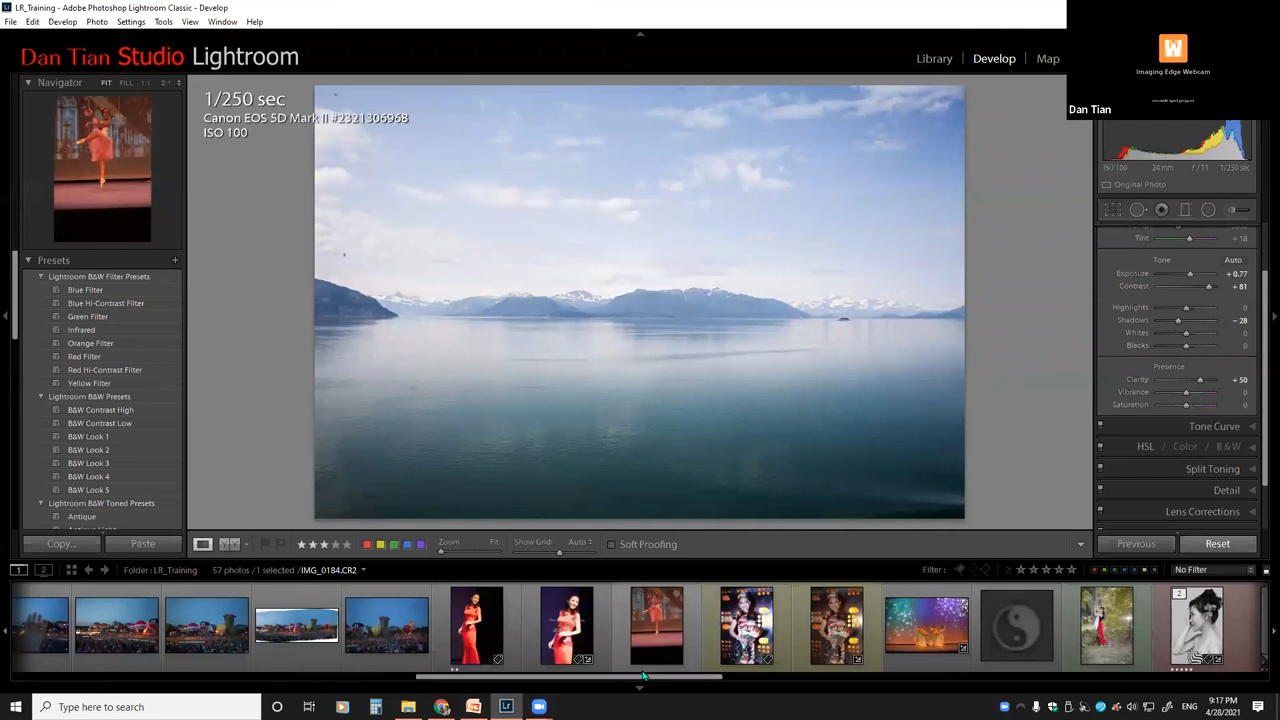 LR_Training - Adobe Photoshop Lightroom Classic - Develop
File Edit Develop Photo Settings Tools View Window Help
Dan Tian Studio Lightroom
Library | Develop | Map
Imaging Edge Webcam
Dan Tian
Navigator FIT FILL 1:1 2:1
1/250 sec
Canon EOS 5D Mark II #2321306968
ISO 100
ISO 100 24 mm f / 11 1/250 sec
Original Photo
Tint + 18
Presets +
Tone Auto
Lightroom B&W Filter Presets
Exposure + 0.77
Blue Filter
Contrast + 81
Blue Hi-Contrast Filter
Highlights 0
Green Filter
Shadows − 28
Infrared
Whites 0
Orange Filter
Blacks 0
Red Filter
Presence
Red Hi-Contrast Filter
Clarity + 50
Yellow Filter
Vibrance 0
Lightroom B&W Presets
Saturation 0
B&W Contrast High
B&W Contrast Low
Tone Curve
B&W Look 1
HSL / Color / B & W
B&W Look 2
B&W Look 3
Split Toning
B&W Look 4
Detail
B&W Look 5
Lightroom B&W Toned Presets
Lens Corrections
Antique
Copy... Paste
Zoom Fit Show Grid: Auto Soft Proofing
Previous Reset
1 2 Folder : LR_Training 57 photos /1 selected /IMG_0184.CR2 Filter : No Filter
2
Type here to search
ENG
9:17 PM
4/28/2021